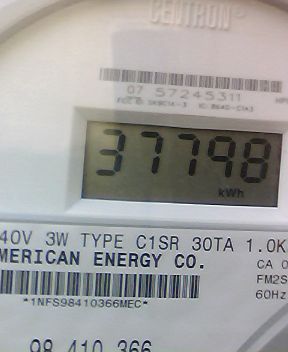 CENTRON®
07 57245311
37798
kWh
40V 3W TYPE C1SR 30TA 1.0K
MERICAN ENERGY CO.
CA 0
FM2S
60Hz
*1NFS98410366MEC*
98 410 366